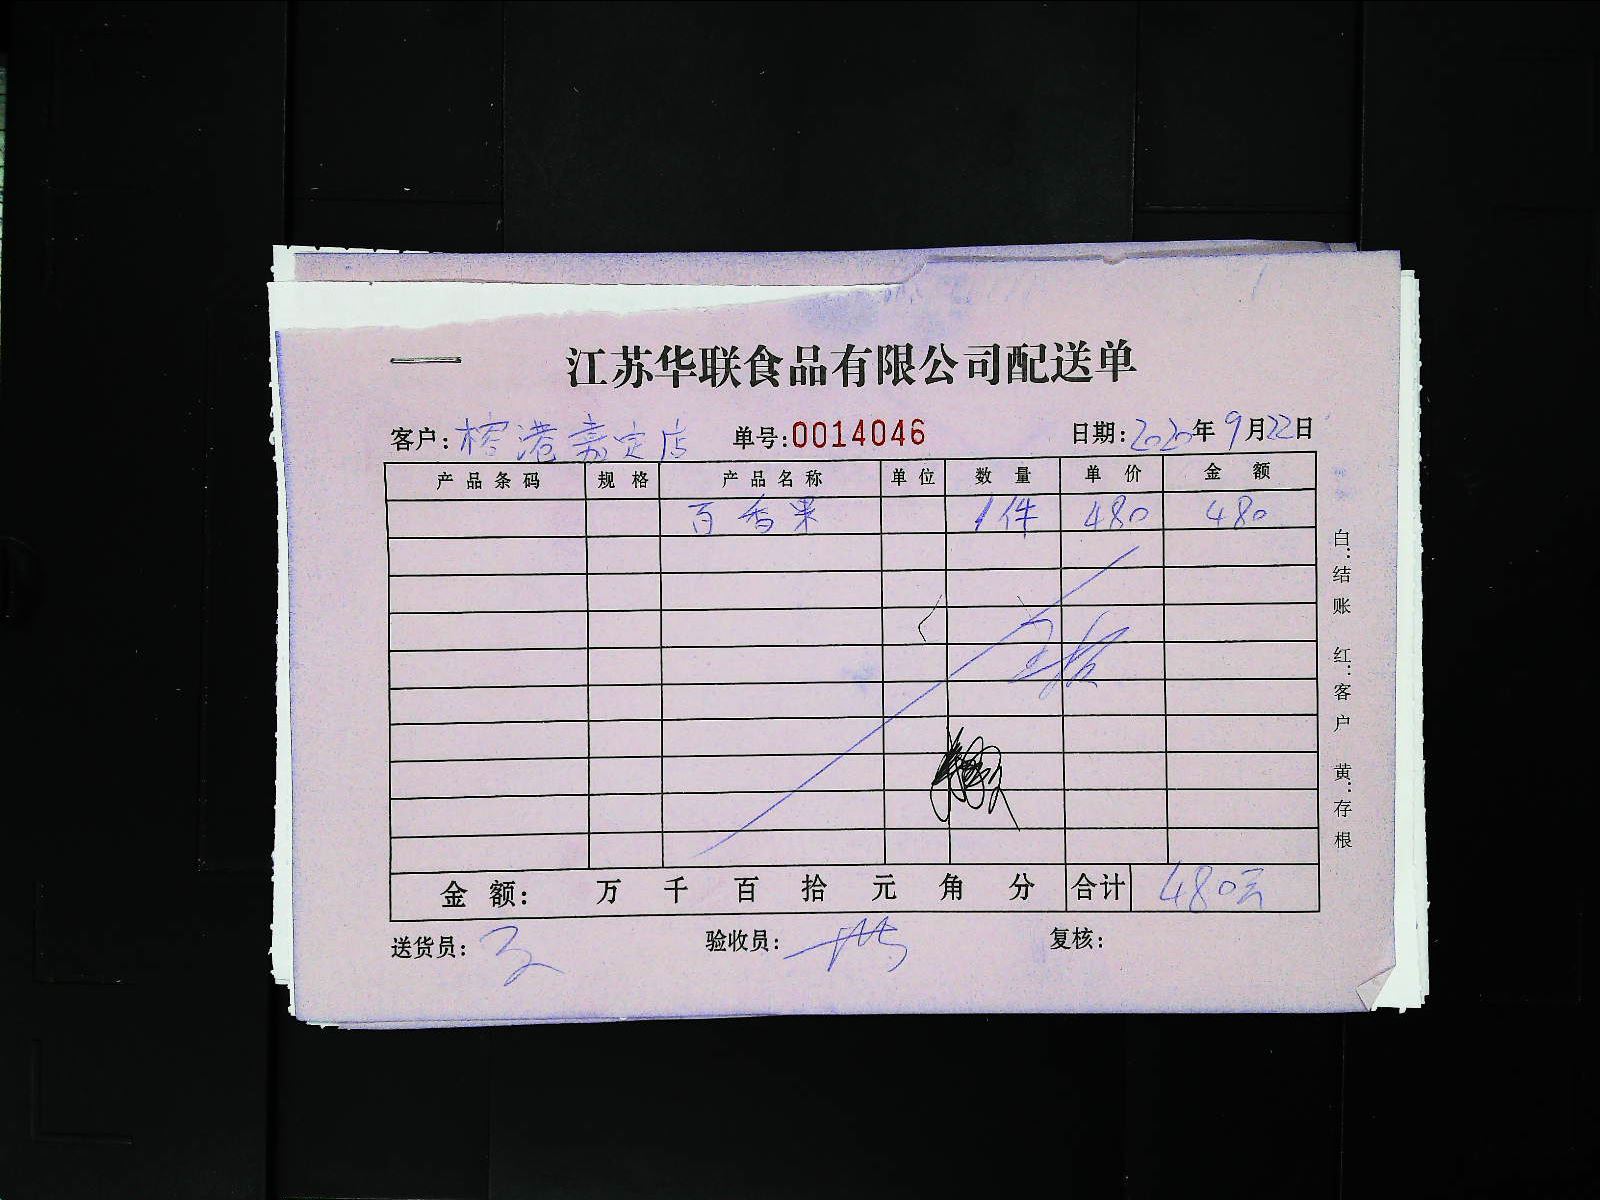 江苏华联食品有限公司配送单
客户: 榕港嘉定店 单号:0014046 日期:2020年9月22日
产品条码 规格 产品名称 单位 数量 单价 金额
百香果 1件 480 480
金额: 万 千 百 拾 元 角 分 合计 480元
送货员: 验收员: 复核:
白:结账 红:客户 黄:存根